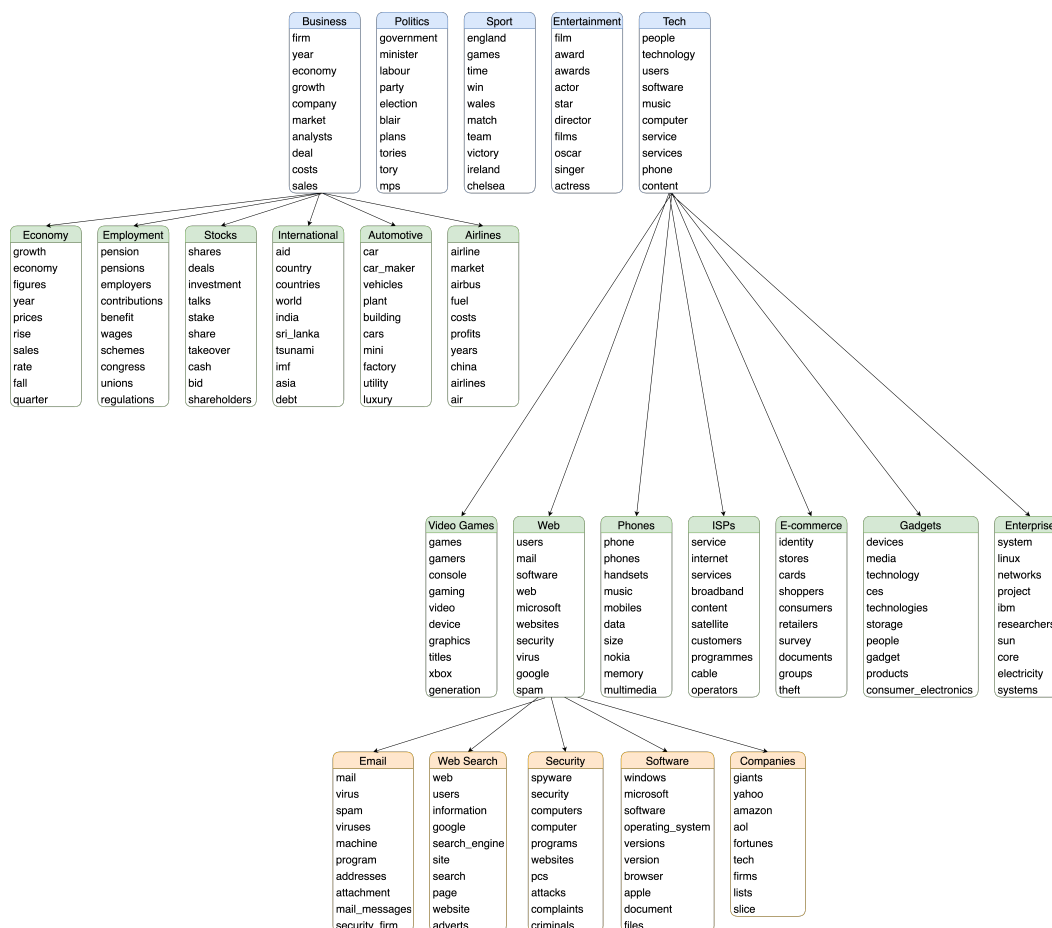 Business
firm
year
economy
growth
company
market
analysts
deal
costs
sales
Politics
government
minister
labour
party
election
blair
plans
tories
tory
mps
Sport
england
games
time
win
wales
match
team
victory
ireland
chelsea
Entertainment
film
award
awards
actor
star
director
films
oscar
singer
actress
Tech
people
technology
users
software
music
computer
service
services
phone
content
Economy
growth
economy
figures
year
prices
rise
sales
rate
fall
quarter
Employment
pension
pensions
employers
contributions
benefit
wages
schemes
congress
unions
regulations
Stocks
shares
deals
investment
talks
stake
share
takeover
cash
bid
shareholders
International
aid
country
countries
world
india
sri_lanka
tsunami
imf
asia
debt
Automotive
car
car_maker
vehicles
plant
building
cars
mini
factory
utility
luxury
Airlines
airline
market
airbus
fuel
costs
profits
years
china
airlines
air
Video Games
games
gamers
console
gaming
video
device
graphics
titles
xbox
generation
Web
users
mail
software
web
microsoft
websites
security
virus
google
spam
Phones
phone
phones
handsets
music
mobiles
data
size
nokia
memory
multimedia
ISPs
service
internet
services
broadband
content
satellite
customers
programmes
cable
operators
E-commerce
identity
stores
cards
shoppers
consumers
retailers
survey
documents
groups
theft
Gadgets
devices
media
technology
ces
technologies
storage
people
gadget
products
consumer_electronics
Enterprise
system
linux
networks
project
ibm
researchers
sun
core
electricity
systems
Email
mail
virus
spam
viruses
machine
program
addresses
attachment
mail_messages
security_firm
Web Search
web
users
information
google
search_engine
site
search
page
website
adverts
Security
spyware
security
computers
computer
programs
websites
pcs
attacks
complaints
criminals
Software
windows
microsoft
software
operating_system
versions
version
browser
apple
document
files
Companies
giants
yahoo
amazon
aol
fortunes
tech
firms
lists
slice